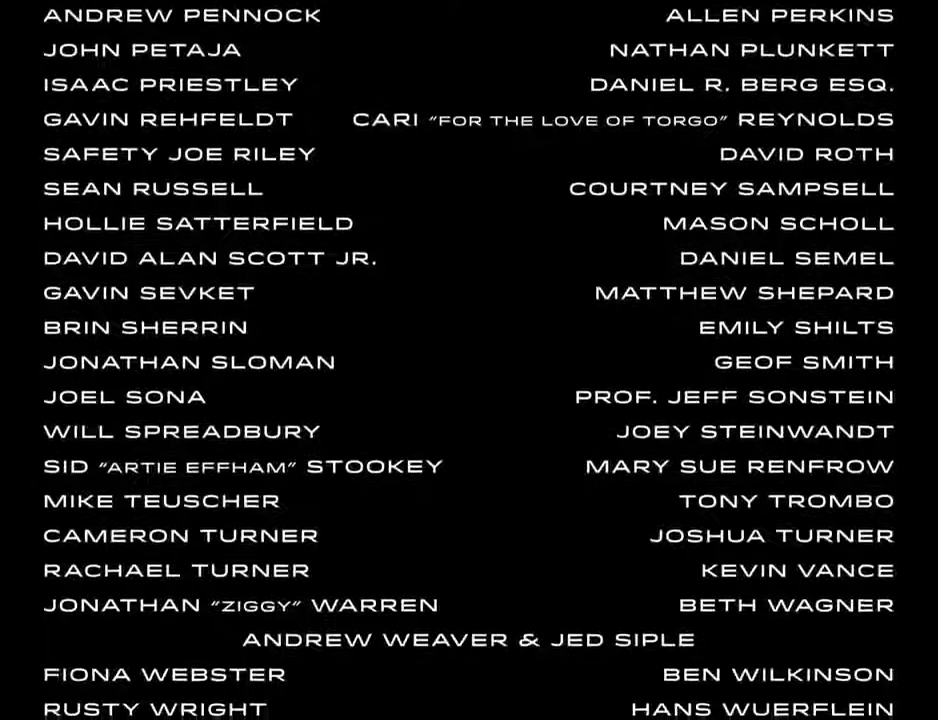 ANDREW PENNOCK ALLEN PERKINS
JOHN PETAJA NATHAN PLUNKETT
ISAAC PRIESTLEY DANIEL R. BERG ESQ.
GAVIN REHFELDT CARI "FOR THE LOVE OF TORGO" REYNOLDS
SAFETY JOE RILEY DAVID ROTH
SEAN RUSSELL COURTNEY SAMPSELL
HOLLIE SATTERFIELD MASON SCHOLL
DAVID ALAN SCOTT JR. DANIEL SEMEL
GAVIN SEVKET MATTHEW SHEPARD
BRIN SHERRIN EMILY SHILTS
JONATHAN SLOMAN GEOF SMITH
JOEL SONA PROF. JEFF SONSTEIN
WILL SPREADBURY JOEY STEINWANDT
SID "ARTIE EFFHAM" STOOKEY MARY SUE RENFROW
MIKE TEUSCHER TONY TROMBO
CAMERON TURNER JOSHUA TURNER
RACHAEL TURNER KEVIN VANCE
JONATHAN "ZIGGY" WARREN BETH WAGNER
ANDREW WEAVER & JED SIPLE
FIONA WEBSTER BEN WILKINSON
RUSTY WRIGHT HANS WUERFLEIN